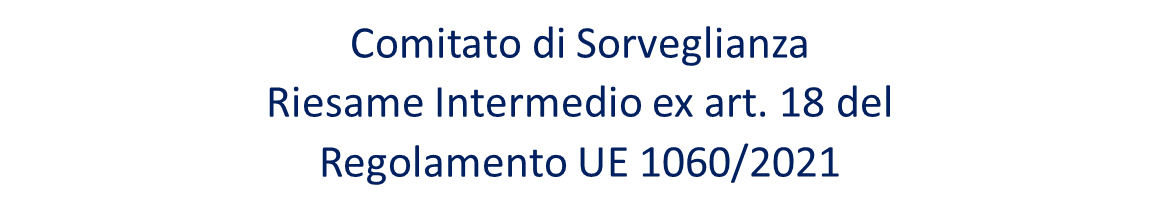 Comitato di Sorveglianza
Riesame Intermedio ex art. 18 del
Regolamento UE 1060/2021